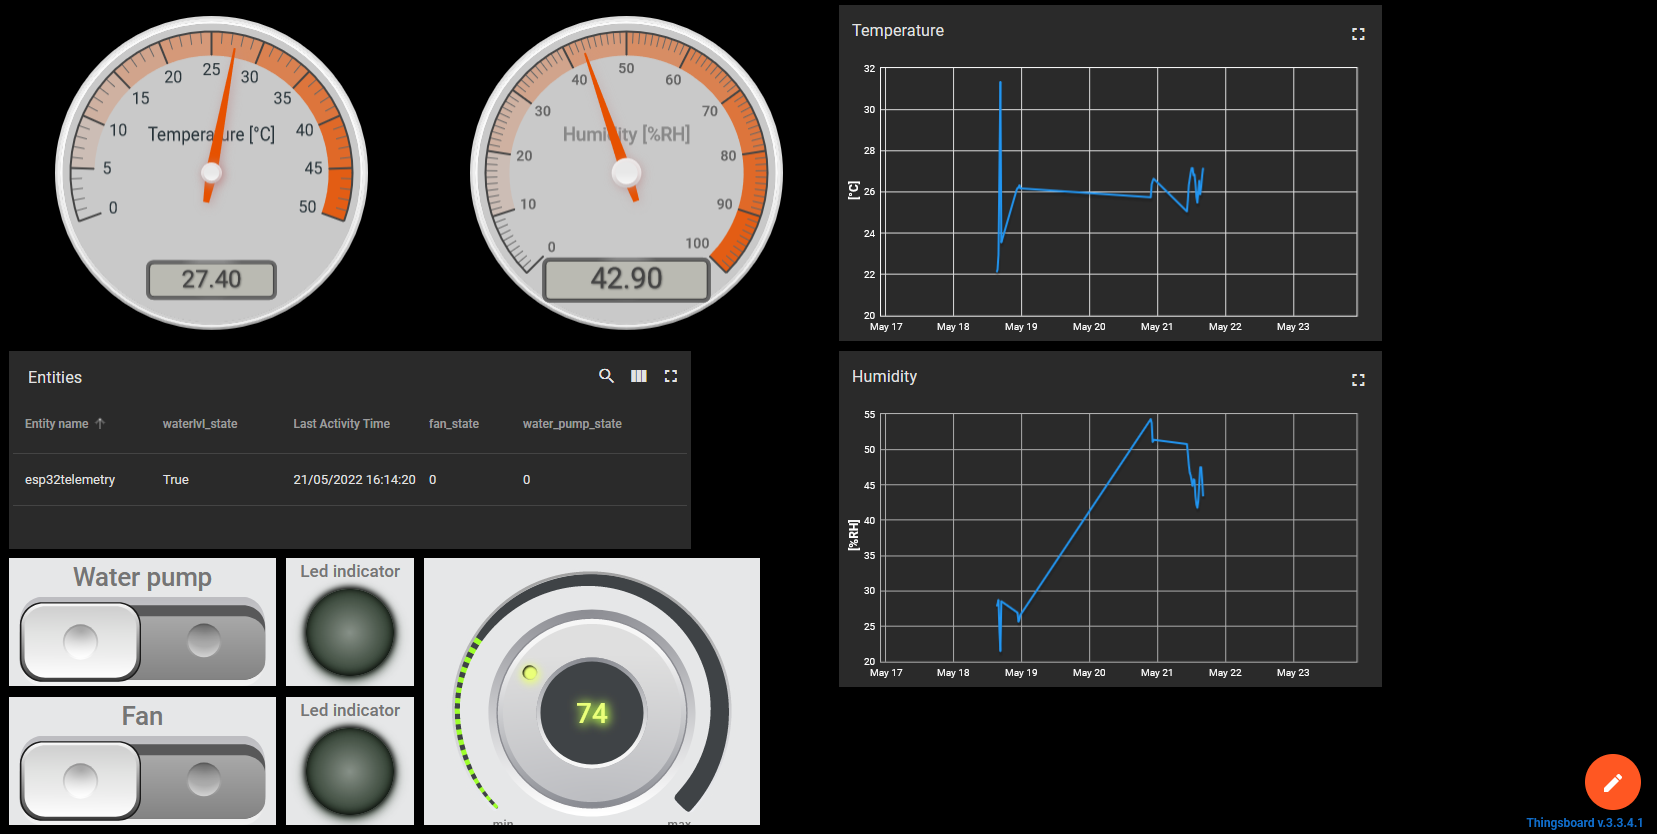 0
5
10
15
20
25
30
35
40
45
50
Temperature [°C]
27.40
0
10
20
30
40
50
60
70
80
90
100
Humidity [%RH]
42.90
Temperature
32
30
28
26
24
22
20
[°C]
May 17 May 18 May 19 May 20 May 21 May 22 May 23
Entities
Entity name waterlvl_state Last Activity Time fan_state water_pump_state
esp32telemetry True 21/05/2022 16:14:20 0 0
Humidity
55
50
45
40
35
30
25
20
[%RH]
May 17 May 18 May 19 May 20 May 21 May 22 May 23
Water pump
Led indicator
Fan
Led indicator
74
min max
Thingsboard v.3.3.4.1